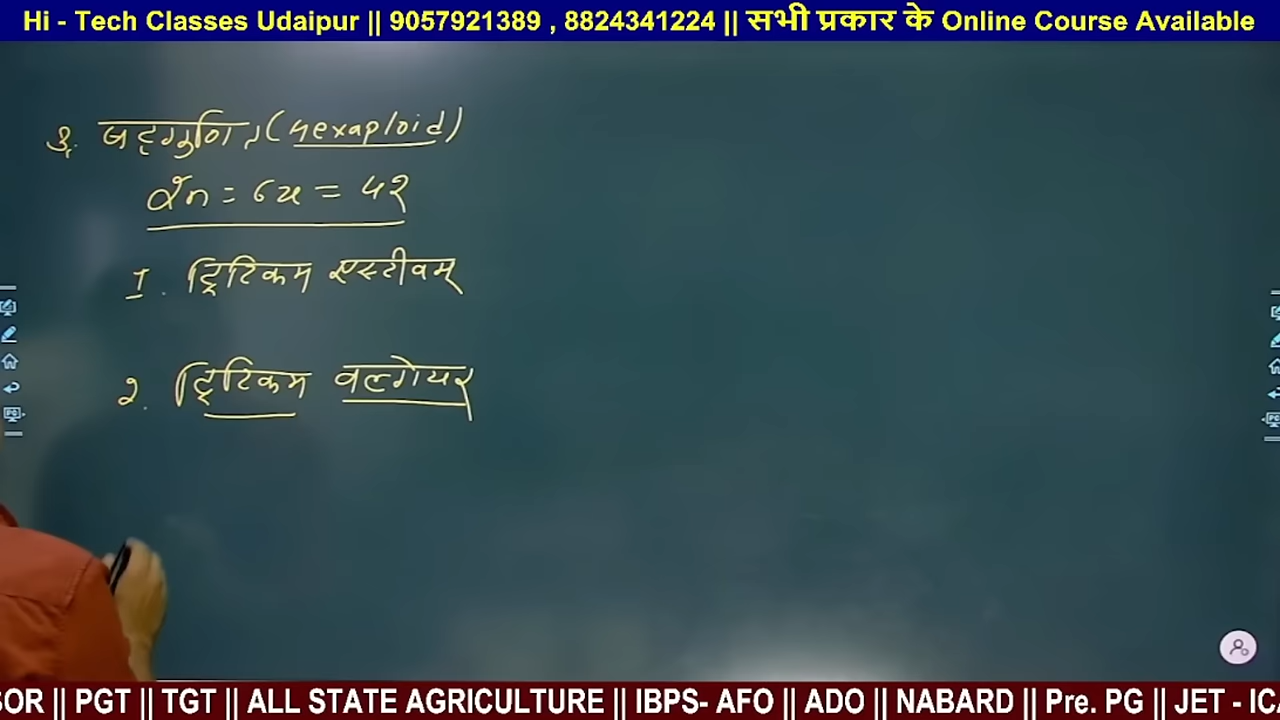 Hi - Tech Classes Udaipur || 9057921389 , 8824341224 || सभी प्रकार के Online Course Available
3. षट्गुणित (Hexaploid)
2n = 6x = 42
1. ट्रिटिकम एस्टीवम्
2. ट्रिटिकम वल्गेयर
SOR || PGT || TGT || ALL STATE AGRICULTURE || IBPS- AFO || ADO || NABARD || Pre. PG || JET - ICA